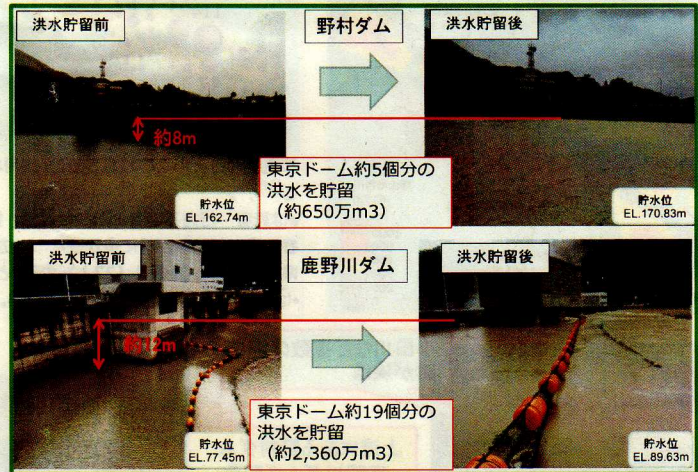 洪水貯留前
野村ダム
洪水貯留後
約8m
東京ドーム約5個分の
洪水を貯留
(約650万m3)
貯水位
EL.162.74m
貯水位
EL.170.83m
洪水貯留前
鹿野川ダム
洪水貯留後
約12m
東京ドーム約19個分の
洪水を貯留
(約2,360万m3)
貯水位
EL.77.45m
貯水位
EL.89.63m